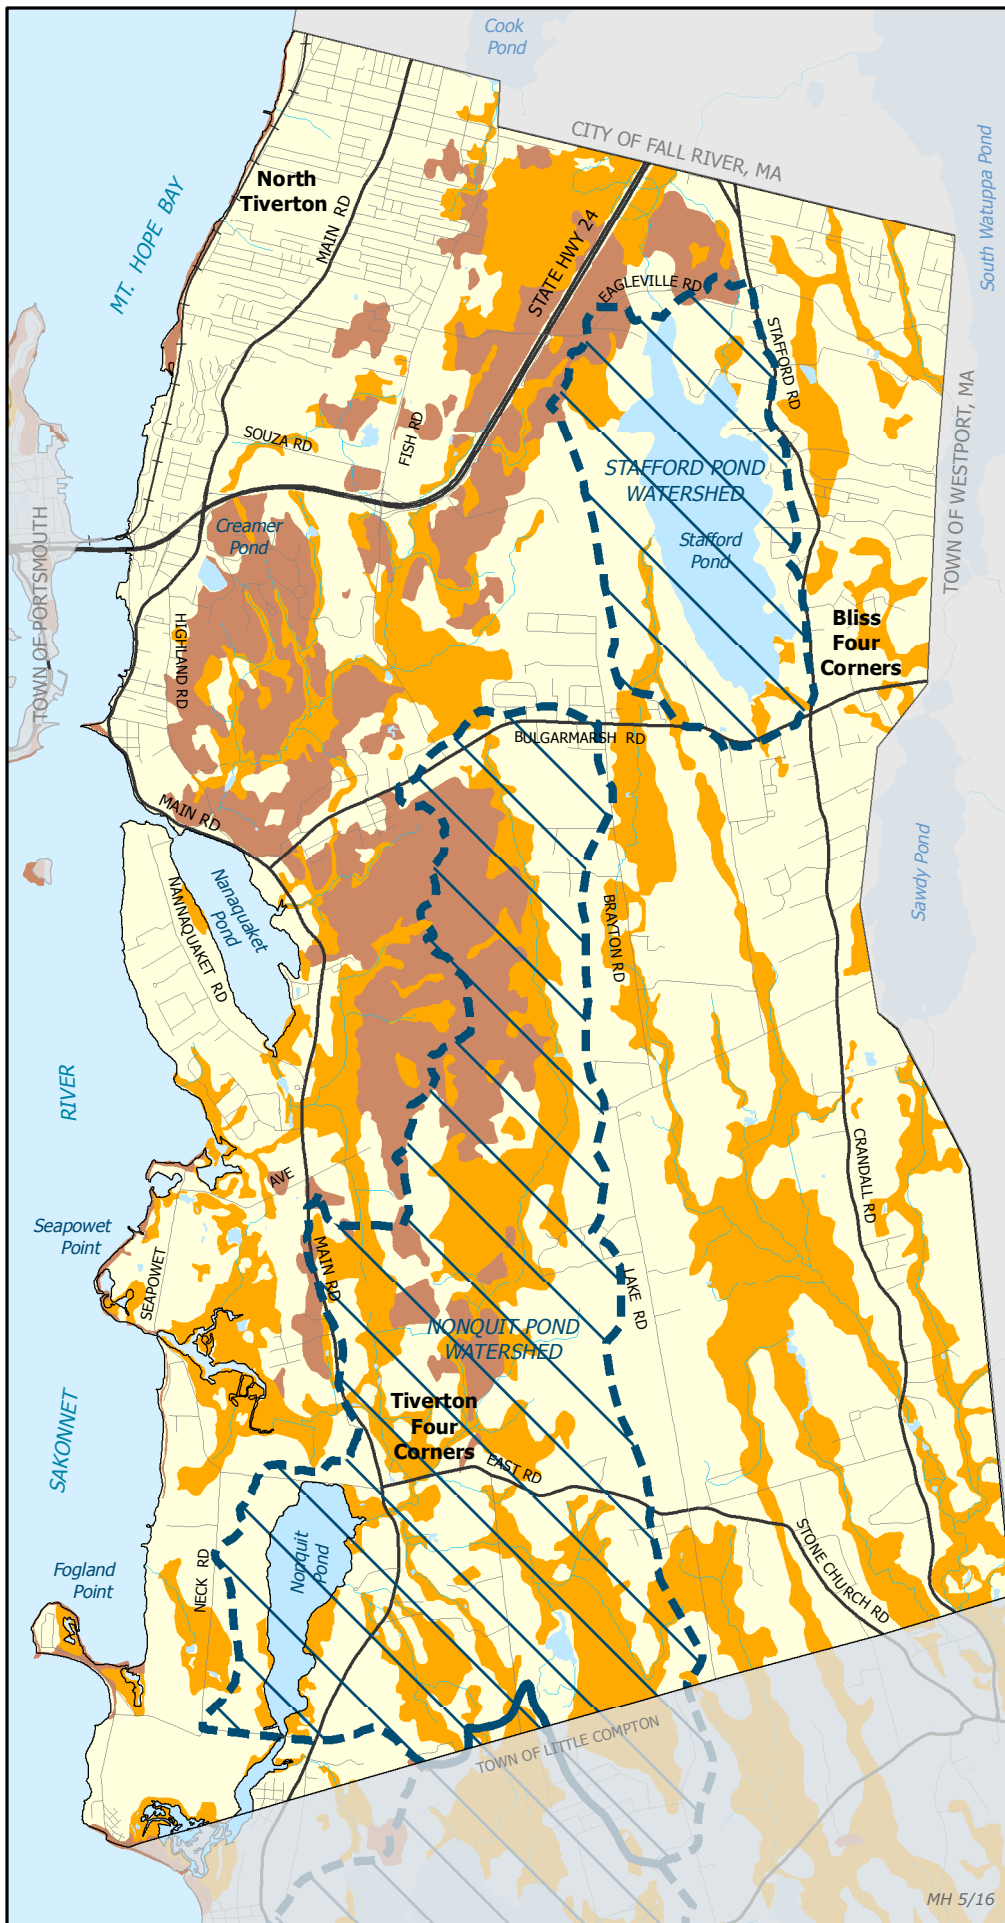 Cook
Pond
CITY OF FALL RIVER, MA
South Watuppa Pond
North
Tiverton
MAIN RD
MT. HOPE BAY
STATE HWY 24
EAGLEVILLE RD
STAFFORD RD
TOWN OF WESTPORT, MA
SOUZA RD
FISH RD
STAFFORD POND
WATERSHED
Creamer
Pond
Stafford
Pond
TOWN OF PORTSMOUTH
HIGHLAND RD
Bliss
Four
Corners
BULGARMARSH RD
MAIN RD
Nanaquaket
Pond
NANNAQUAKET RD
Sawdy Pond
BRAYTON RD
RIVER
CRANDALL RD
AVE
Seapowet
Point
SEAPOWET
MAIN RD
LAKE RD
NONQUIT POND
WATERSHED
Tiverton
Four
Corners
SAKONNET
EAST RD
STONE CHURCH RD
Nonquit
Pond
Fogland
Point
NECK RD
TOWN OF LITTLE COMPTON
MH 5/16